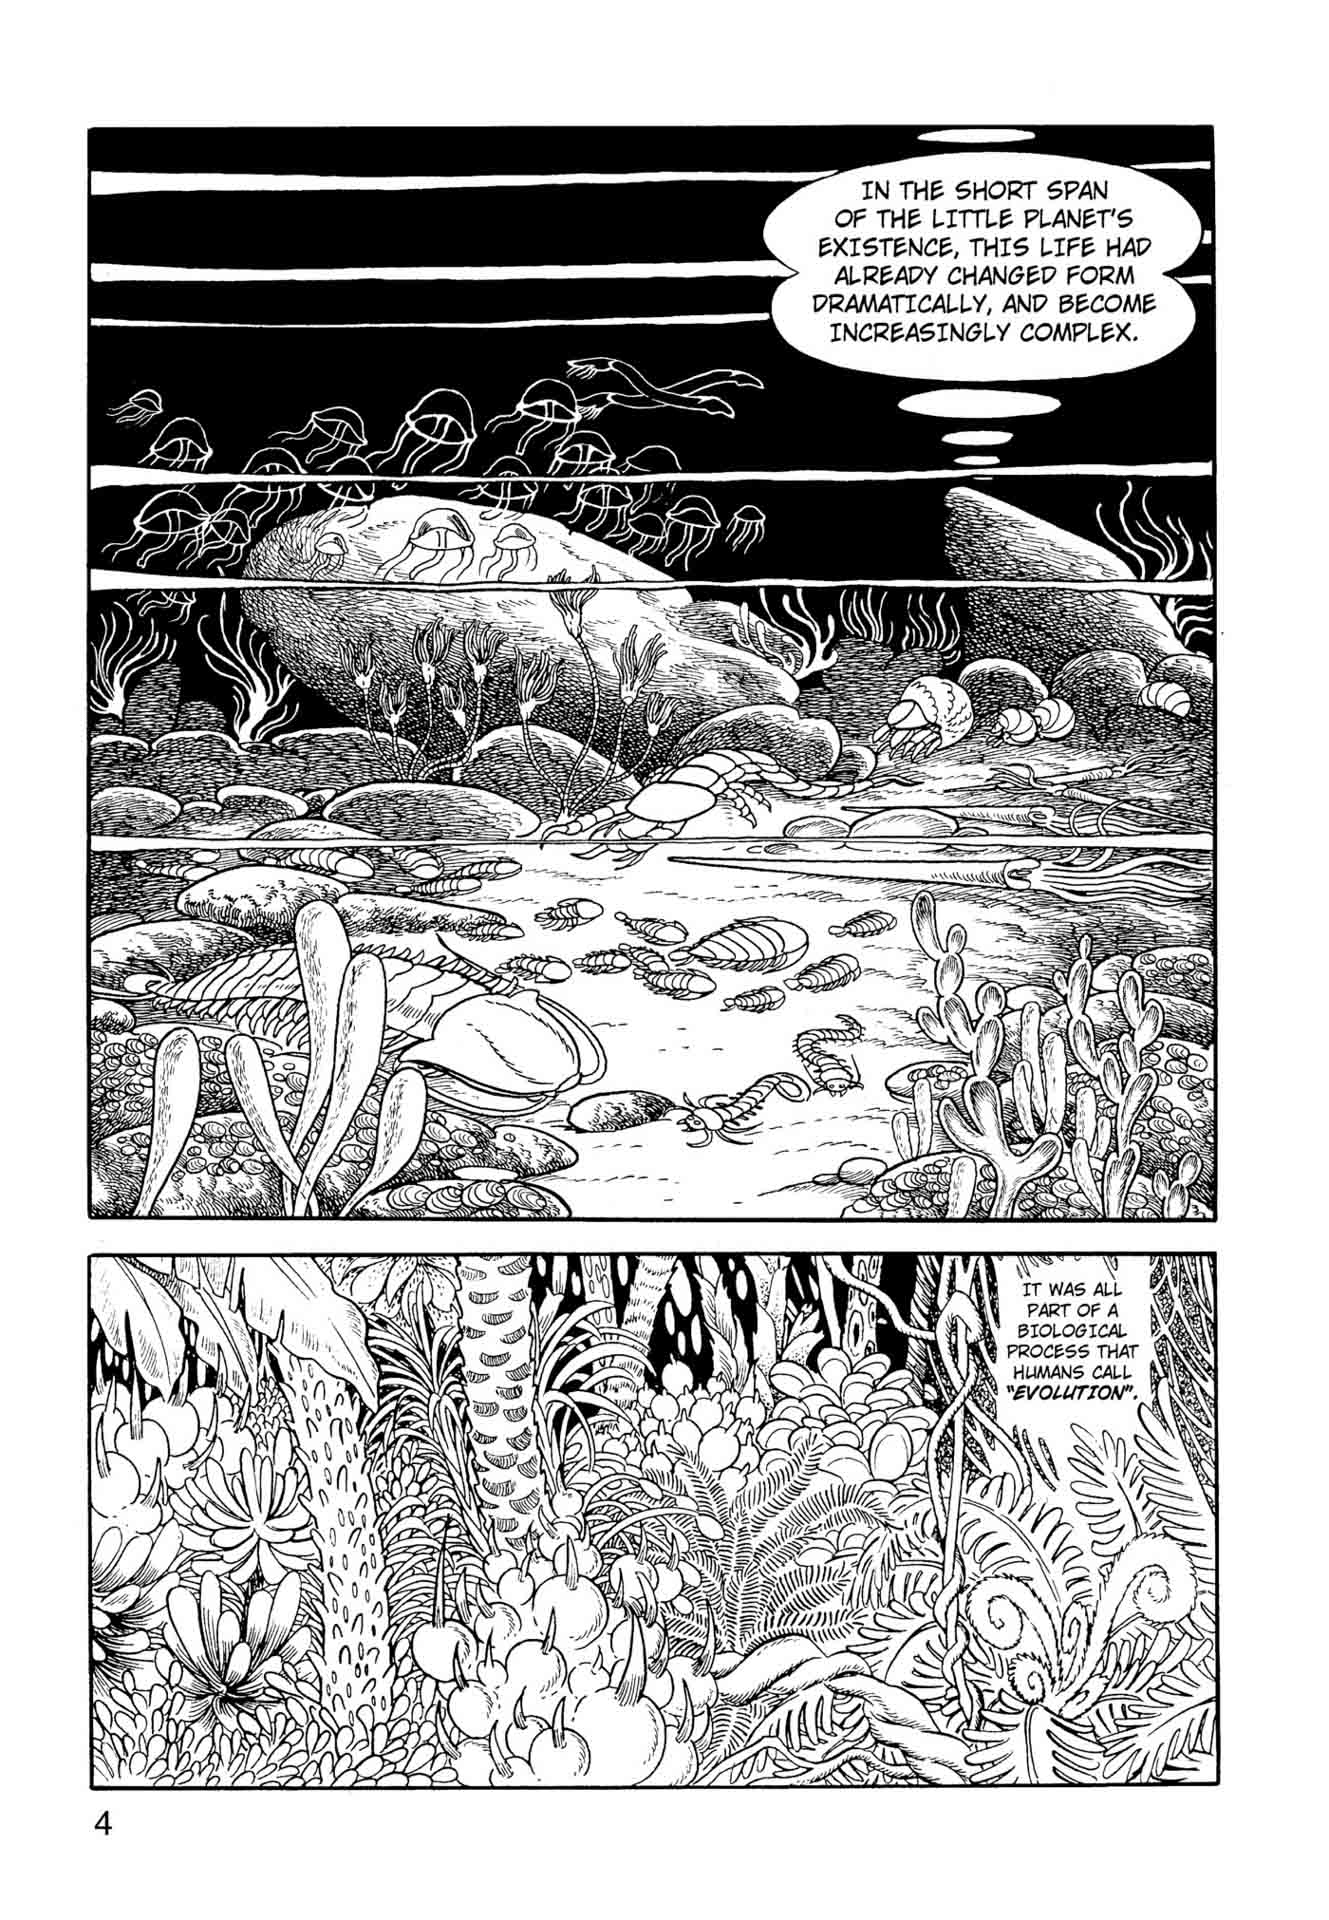 IN THE SHORT SPAN
OF THE LITTLE PLANET'S
EXISTENCE, THIS LIFE HAD
ALREADY CHANGED FORM
DRAMATICALLY, AND BECOME
INCREASINGLY COMPLEX.
IT WAS ALL
PART OF A
BIOLOGICAL
PROCESS THAT
HUMANS CALL
"EVOLUTION".
4